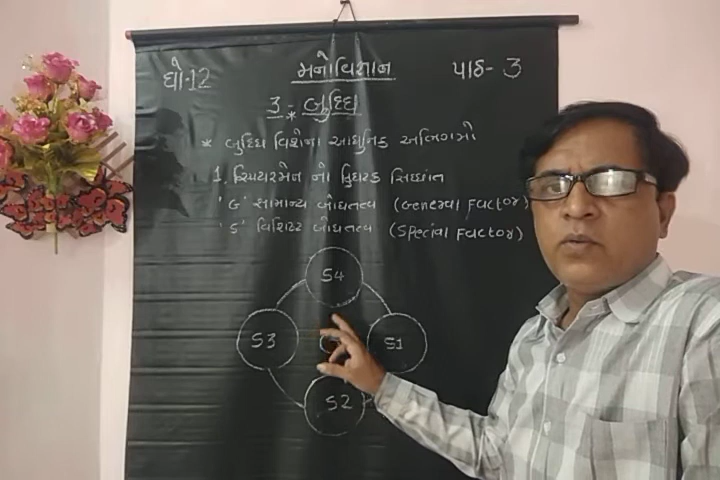 ધો-12 મનોવિજ્ઞાન પાઠ- 3
3 - બુદ્ધિ
* બુદ્ધિ વિશેના આધુનિક અભિગમો
1. સ્પિયરમેન નો દ્વિઘટક સિદ્ધાંત
'G' સામાન્ય બૌધતત્વ (General Factor)
'S' વિશિષ્ટ બૌધતત્વ (Special Factor)
S4
S3 S1
S2